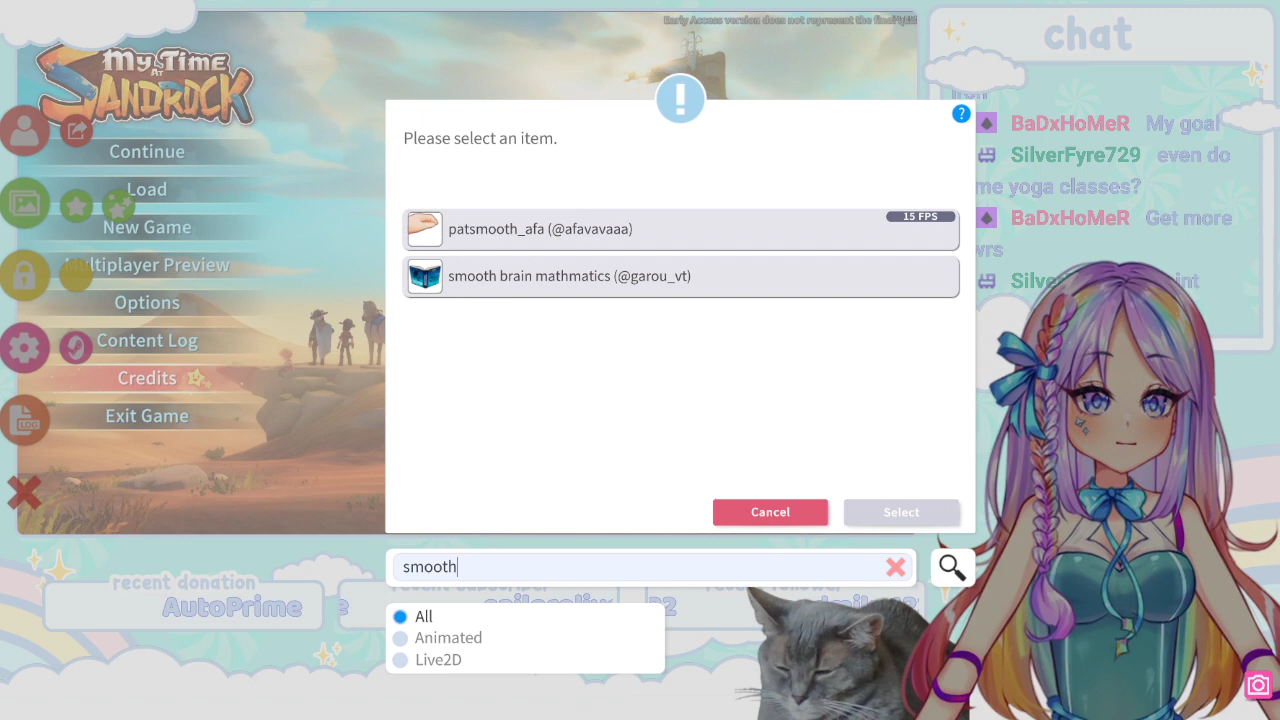 Early Access version does not represent the final
My Time
AT
SANDROCK
Continue
Load
New Game
Multiplayer Preview
Options
Content Log
Credits
Exit Game
LOG
!
?
Please select an item.
15 FPS
patsmooth_afa (@afavavaaa)
smooth brain mathmatics (@garou_vt)
Cancel
Select
smooth
All
Animated
Live2D
chat
BaDxHoMeR My goal
SilverFyre729 even do
me yoga classes?
BaDxHoMeR Get more
recent donation
AutoPrime